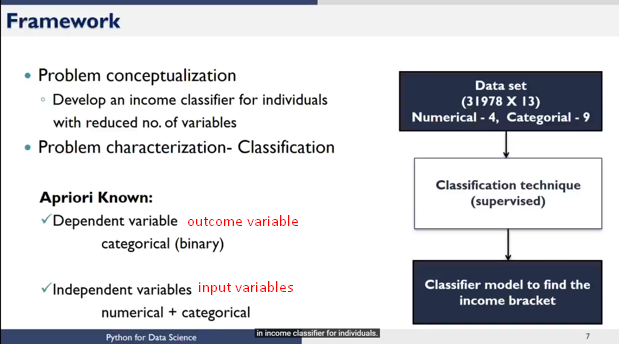 Framework
• Problem conceptualization
◦ Develop an income classifier for individuals
with reduced no. of variables
• Problem characterization- Classification
Apriori Known:
✓Dependent variable outcome variable
categorical (binary)
✓Independent variables input variables
numerical + categorical
Data set
(31978 X 13)
Numerical - 4, Categorial - 9
Classification technique
(supervised)
Classifier model to find the
income bracket
in income classifier for individuals.
Python for Data Science
7